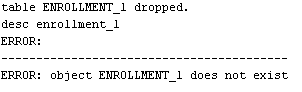 table ENROLLMENT_1 dropped.
desc enrollment_1
ERROR:
-----------------------------------------
ERROR: object ENROLLMENT_1 does not exist